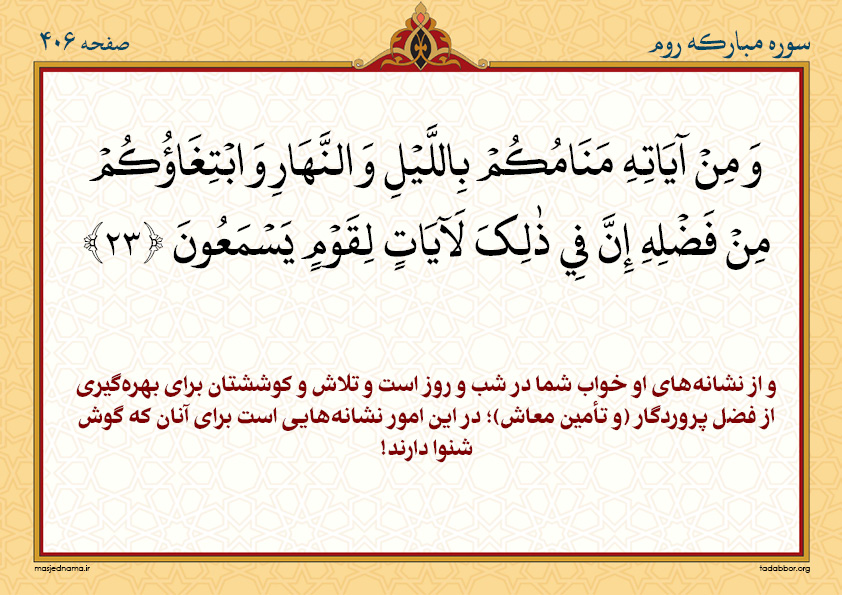 سوره مبارکه روم
صفحه ۴۰۶
وَ مِنْ آيَاتِهِ مَنَامُكُمْ بِاللَّيْلِ وَ النَّهَارِ وَ ابْتِغَاؤُكُمْ
مِنْ فَضْلِهِ إِنَّ فِي ذٰلِکَ لَآيَاتٍ لِقَوْمٍ يَسْمَعُونَ ﴿۲۳﴾
و از نشانه‌های او خواب شما در شب و روز است و تلاش و کوششتان برای بهره‌گیری
از فضل پروردگار (و تأمین معاش)؛ در این امور نشانه‌هایی است برای آنان که گوش
شنوا دارند!
masjednama.ir
tadabbor.org